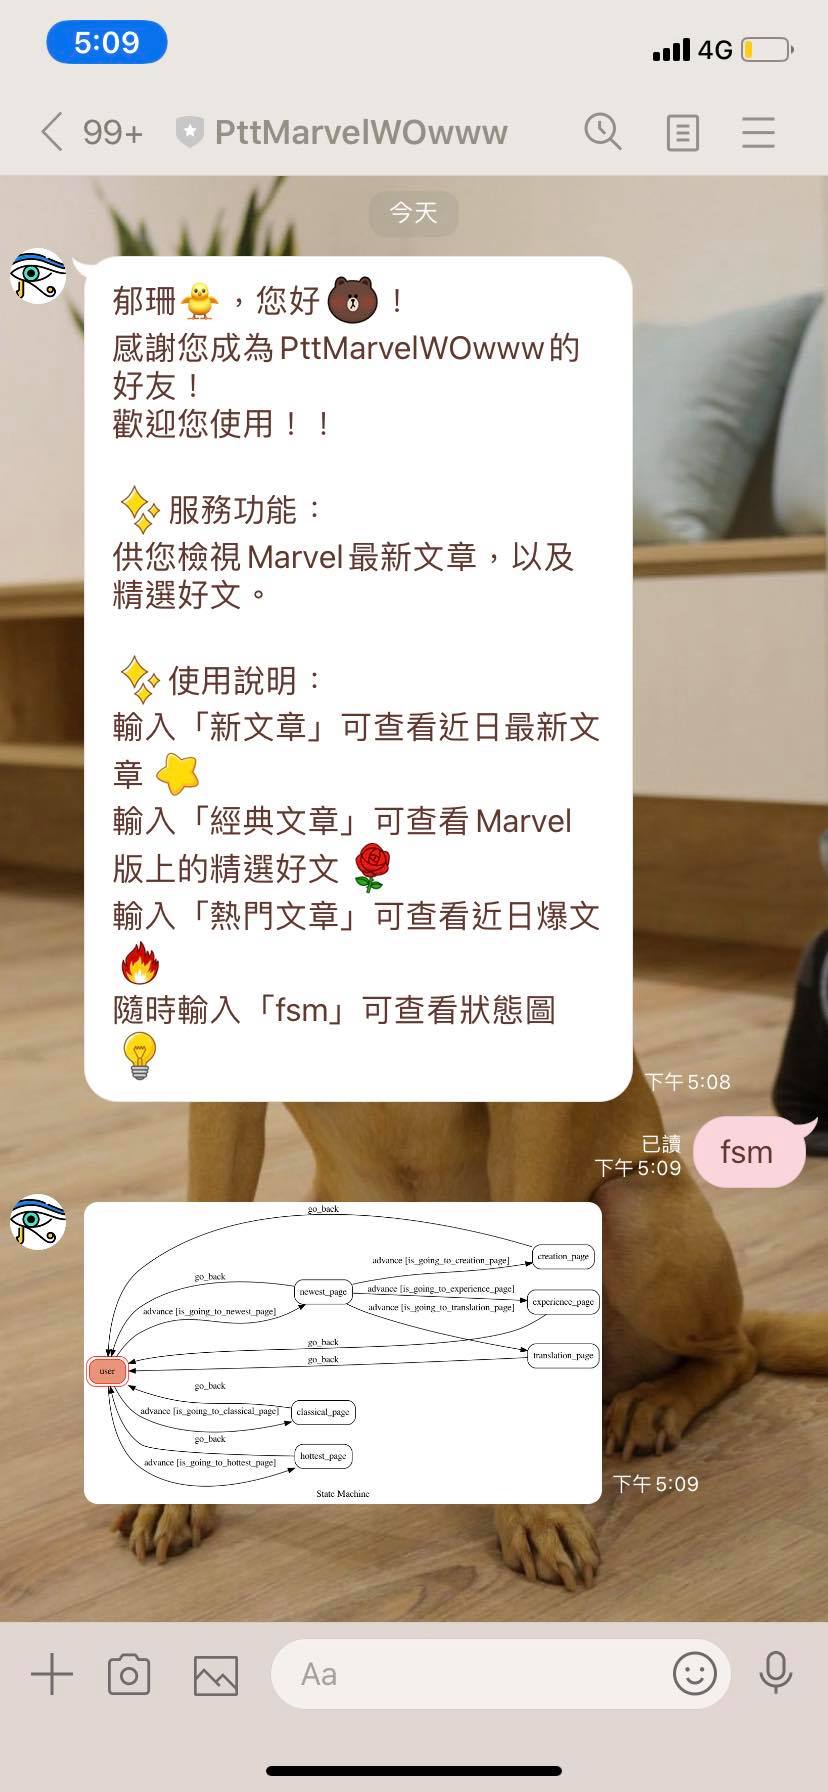 5:09
4G
99+
PttMarvelWOwww
今天
郁珊，您好！
感謝您成為PttMarvelWOwww的
好友！
歡迎您使用！！
服務功能：
供您檢視Marvel最新文章，以及
精選好文。
使用說明：
輸入「新文章」可查看近日最新文
章
輸入「經典文章」可查看Marvel
版上的精選好文
輸入「熱門文章」可查看近日爆文
隨時輸入「fsm」可查看狀態圖
下午5:08
已讀
下午5:09
fsm
go_back
creation_page
advance [is_going_to_creation_page]
go_back
newest_page
advance [is_going_to_experience_page]
experience_page
advance [is_going_to_newest_page]
advance [is_going_to_translation_page]
go_back
translation_page
go_back
user
go_back
advance [is_going_to_classical_page]
classical_page
go_back
hottest_page
advance [is_going_to_hottest_page]
State Machine
下午5:09
Aa